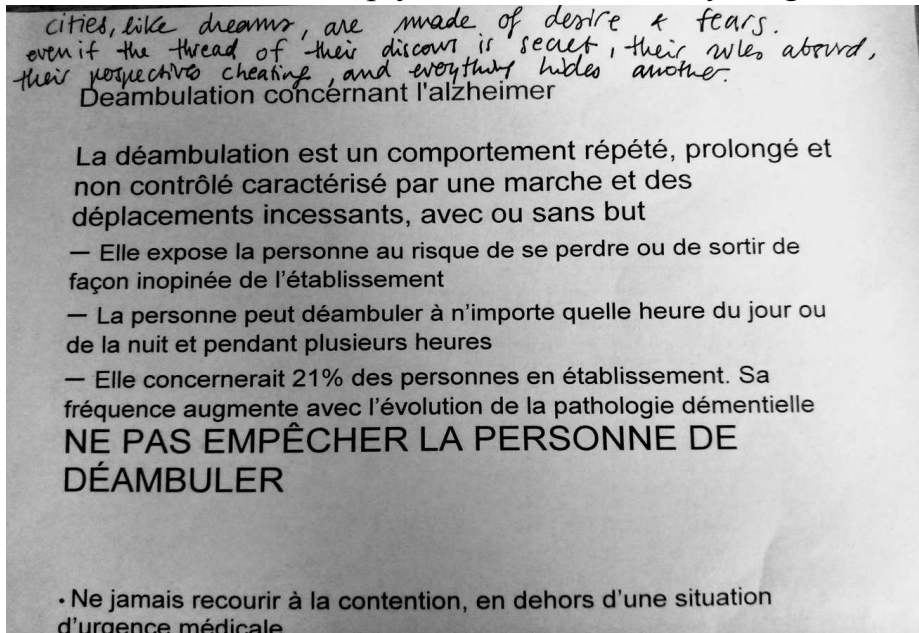 cities, like dreams, are made of desire & fears.
even if the thread of their discours is secret, their rules absurd,
their perspective cheating, and everything hides another.
Deambulation concernant l'alzheimer
La déambulation est un comportement répété, prolongé et
non contrôlé caractérisé par une marche et des
déplacements incessants, avec ou sans but
— Elle expose la personne au risque de se perdre ou de sortir de
façon inopinée de l'établissement
— La personne peut déambuler à n'importe quelle heure du jour ou
de la nuit et pendant plusieurs heures
— Elle concernerait 21% des personnes en établissement. Sa
fréquence augmente avec l'évolution de la pathologie démentielle
NE PAS EMPÊCHER LA PERSONNE DE
DÉAMBULER
• Ne jamais recourir à la contention, en dehors d'une situation
d'urgence médicale